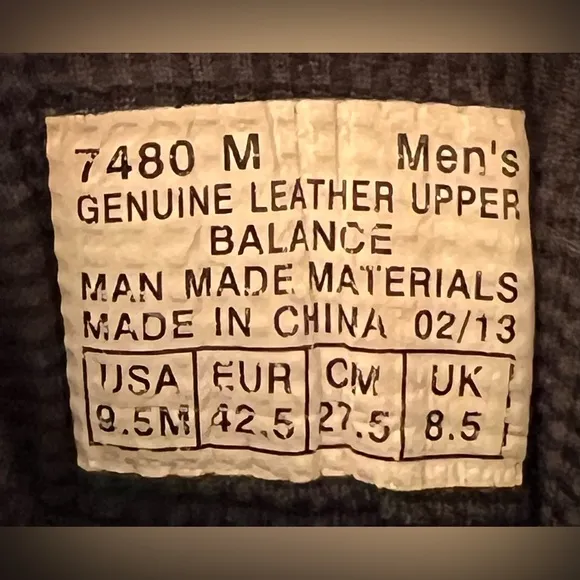 7480 M Men's
GENUINE LEATHER UPPER
BALANCE
MAN MADE MATERIALS
MADE IN CHINA 02/13
USA EUR CM UK
9.5M 42.5 27.5 8.5